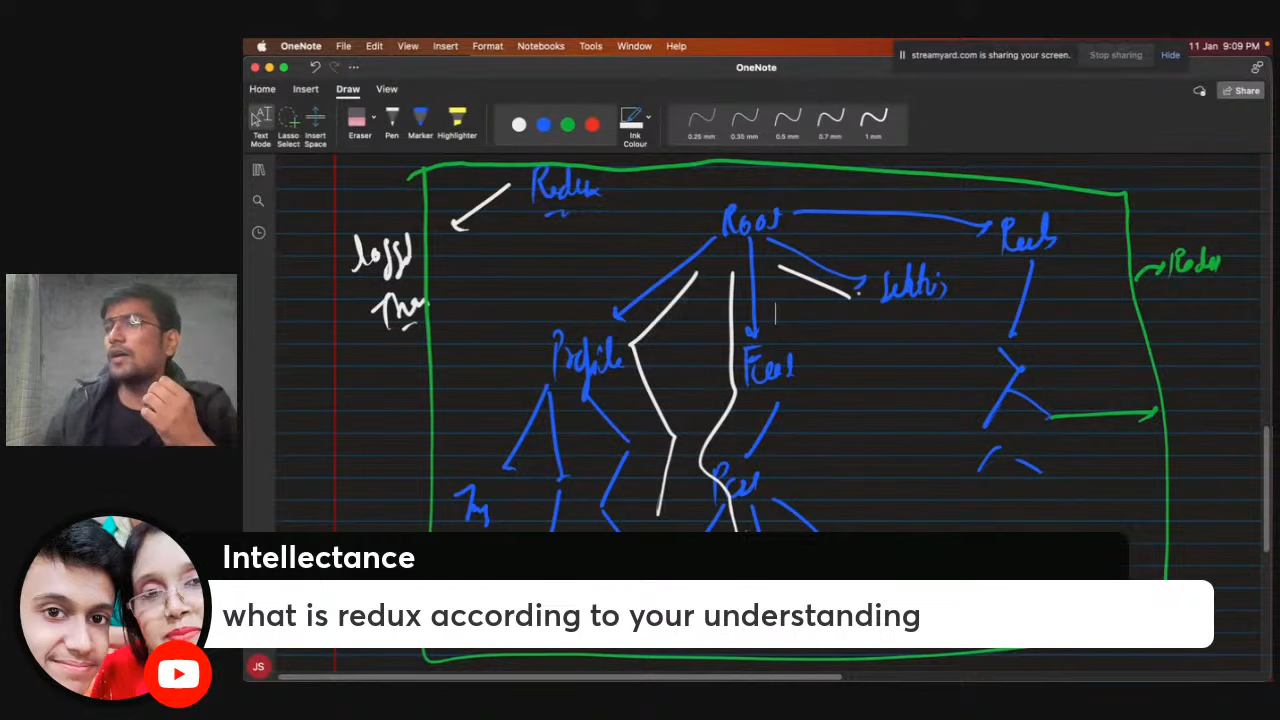 OneNote File Edit View Insert Format Notebooks Tools Window Help
streamyard.com is sharing your screen. Stop sharing Hide
11 Jan 9:09 PM
OneNote
Home Insert Draw View
Share
Text Mode
Lasso Select
Insert Space
Eraser
Pen
Marker
Highlighter
Ink Colour
0.25 mm 0.35 mm 0.5 mm 0.7 mm 1 mm
Redux
Root
Reels
Profile
Feed
JS
Intellectance
what is redux according to your understanding